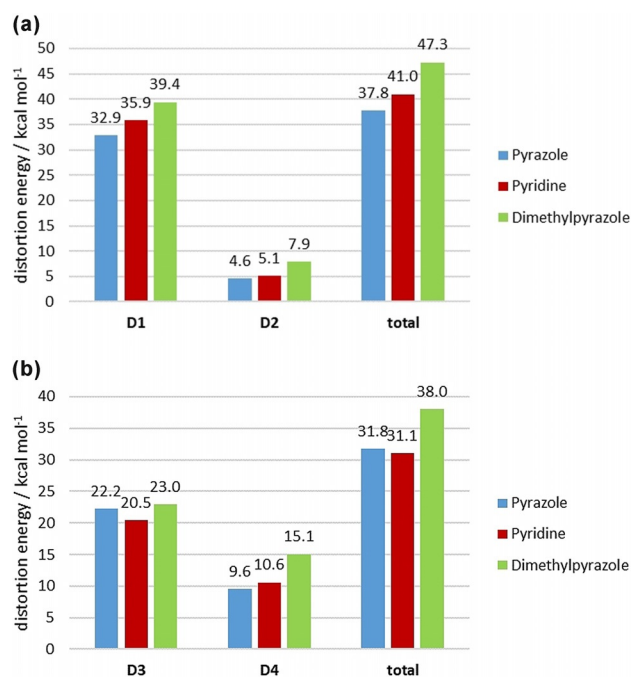 (a)
distortion energy / kcal mol-1
50
45
40
35
30
25
20
15
10
5
0
32.9
35.9
39.4
4.6
5.1
7.9
37.8
41.0
47.3
D1
D2
total
Pyrazole
Pyridine
Dimethylpyrazole
(b)
distortion energy / kcal mol-1
40
35
30
25
20
15
10
5
0
22.2
20.5
23.0
9.6
10.6
15.1
31.8
31.1
38.0
D3
D4
total
Pyrazole
Pyridine
Dimethylpyrazole